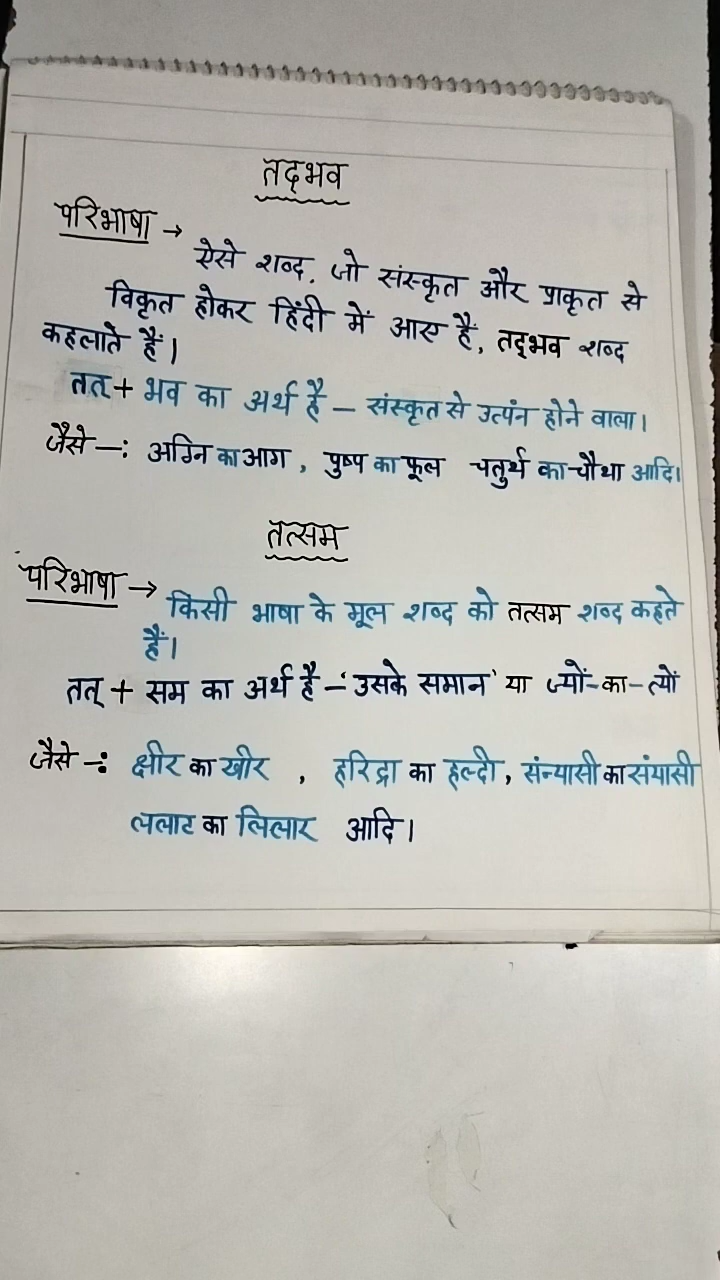 तद्भव
परिभाषा →
ऐसे शब्द, जो संस्कृत और प्राकृत से
विकृत होकर हिंदी में आए हैं, तद्भव शब्द
कहलाते हैं।
तत् + भव का अर्थ है – संस्कृत से उत्पंन होने वाला।
जैसे –: अग्नि का आग , पुष्प का फूल चतुर्थ का चौथा आदि।
तत्सम
परिभाषा →
किसी भाषा के मूल शब्द को तत्सम शब्द कहते
हैं।
तत् + सम का अर्थ है – 'उसके समान' या ज्यों-का-त्यों
जैसे –: क्षीर का खीर , हरिद्रा का हल्दी, संन्यासी का संयासी
ललाट का लिलार आदि।